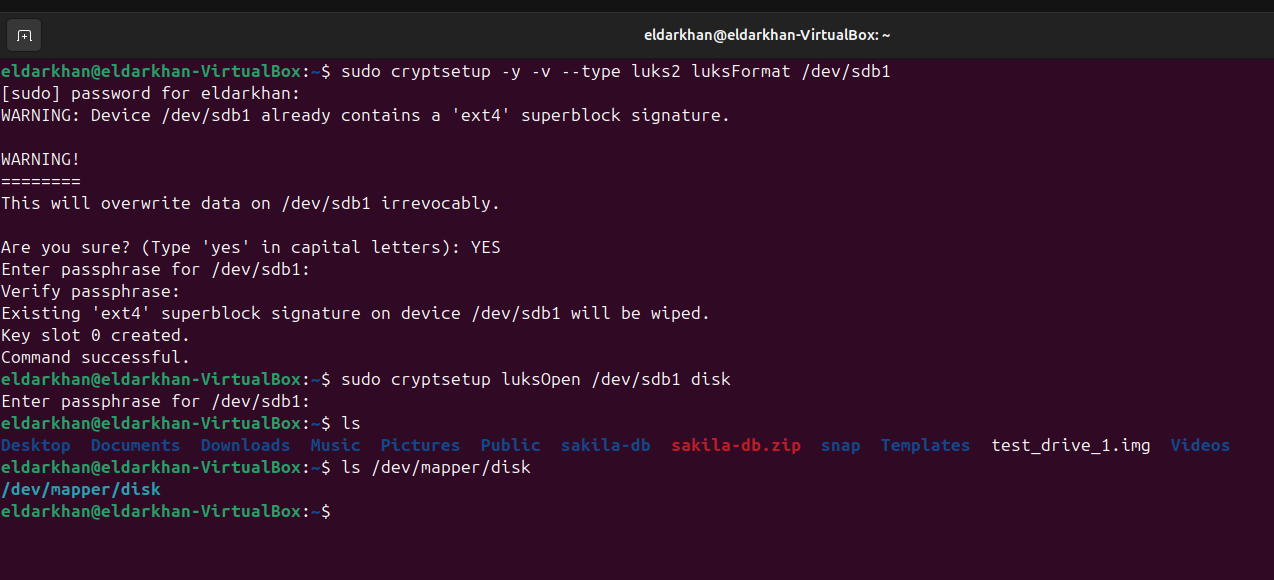 eldarkhan@eldarkhan-VirtualBox: ~
eldarkhan@eldarkhan-VirtualBox:~$ sudo cryptsetup -y -v --type luks2 luksFormat /dev/sdb1
[sudo] password for eldarkhan:
WARNING: Device /dev/sdb1 already contains a 'ext4' superblock signature.

WARNING!
========
This will overwrite data on /dev/sdb1 irrevocably.

Are you sure? (Type 'yes' in capital letters): YES
Enter passphrase for /dev/sdb1:
Verify passphrase:
Existing 'ext4' superblock signature on device /dev/sdb1 will be wiped.
Key slot 0 created.
Command successful.
eldarkhan@eldarkhan-VirtualBox:~$ sudo cryptsetup luksOpen /dev/sdb1 disk
Enter passphrase for /dev/sdb1:
eldarkhan@eldarkhan-VirtualBox:~$ ls
Desktop  Documents  Downloads  Music  Pictures  Public  sakila-db  sakila-db.zip  snap  Templates  test_drive_1.img  Videos
eldarkhan@eldarkhan-VirtualBox:~$ ls /dev/mapper/disk
/dev/mapper/disk
eldarkhan@eldarkhan-VirtualBox:~$